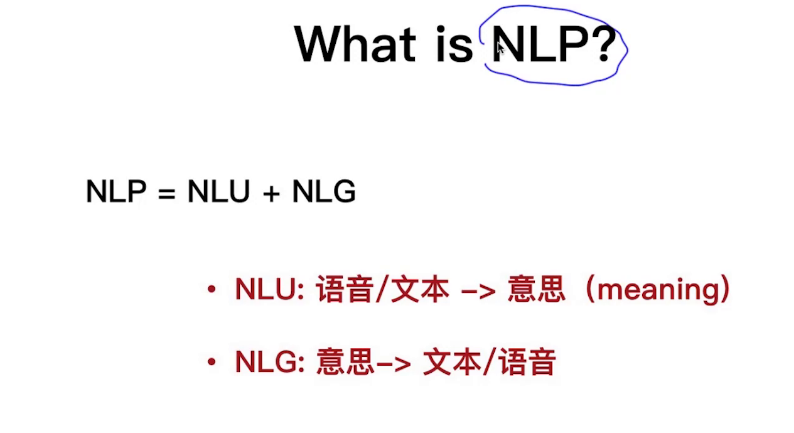 What is NLP?
NLP = NLU + NLG
• NLU: 语音/文本 -> 意思（meaning）
• NLG: 意思-> 文本/语音